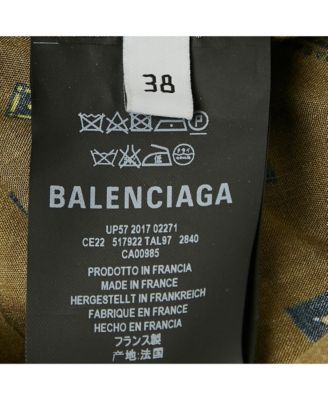 38
BALENCIAGA
UP57 2017 02271
CE22 517922 TAL97 2840
CA00985
PRODOTTO IN FRANCIA
MADE IN FRANCE
HERGESTELLT IN FRANKREICH
FABRIQUE EN FRANCE
HECHO EN FRANCIA
フランス製
产地:法国